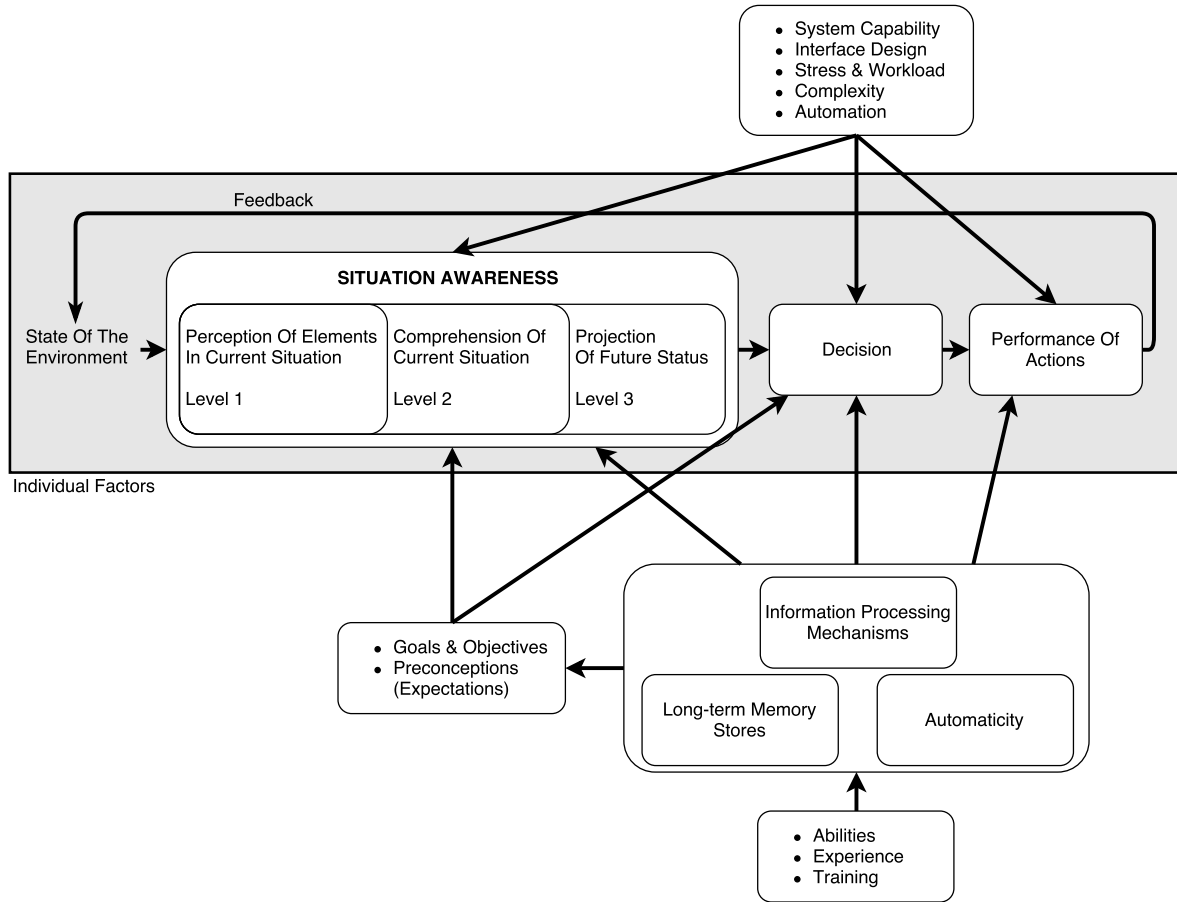 • System Capability
• Interface Design
• Stress & Workload
• Complexity
• Automation
Feedback
SITUATION AWARENESS
State Of The
Environment
Perception Of Elements
In Current Situation
Level 1
Comprehension Of
Current Situation
Level 2
Projection
Of Future Status
Level 3
Decision
Performance Of
Actions
Individual Factors
• Goals & Objectives
• Preconceptions
(Expectations)
Information Processing
Mechanisms
Long-term Memory
Stores
Automaticity
• Abilities
• Experience
• Training